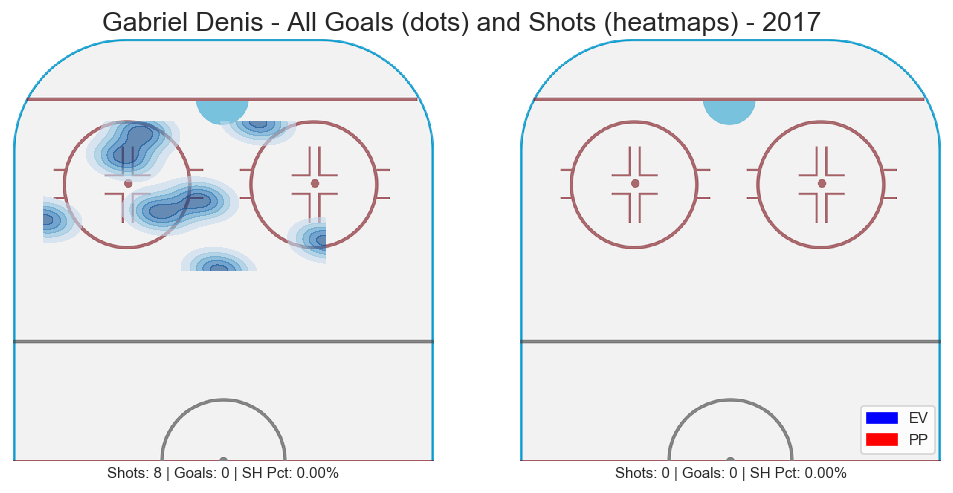 Gabriel Denis - All Goals (dots) and Shots (heatmaps) - 2017
EV
PP
Shots: 8 | Goals: 0 | SH Pct: 0.00%
Shots: 0 | Goals: 0 | SH Pct: 0.00%